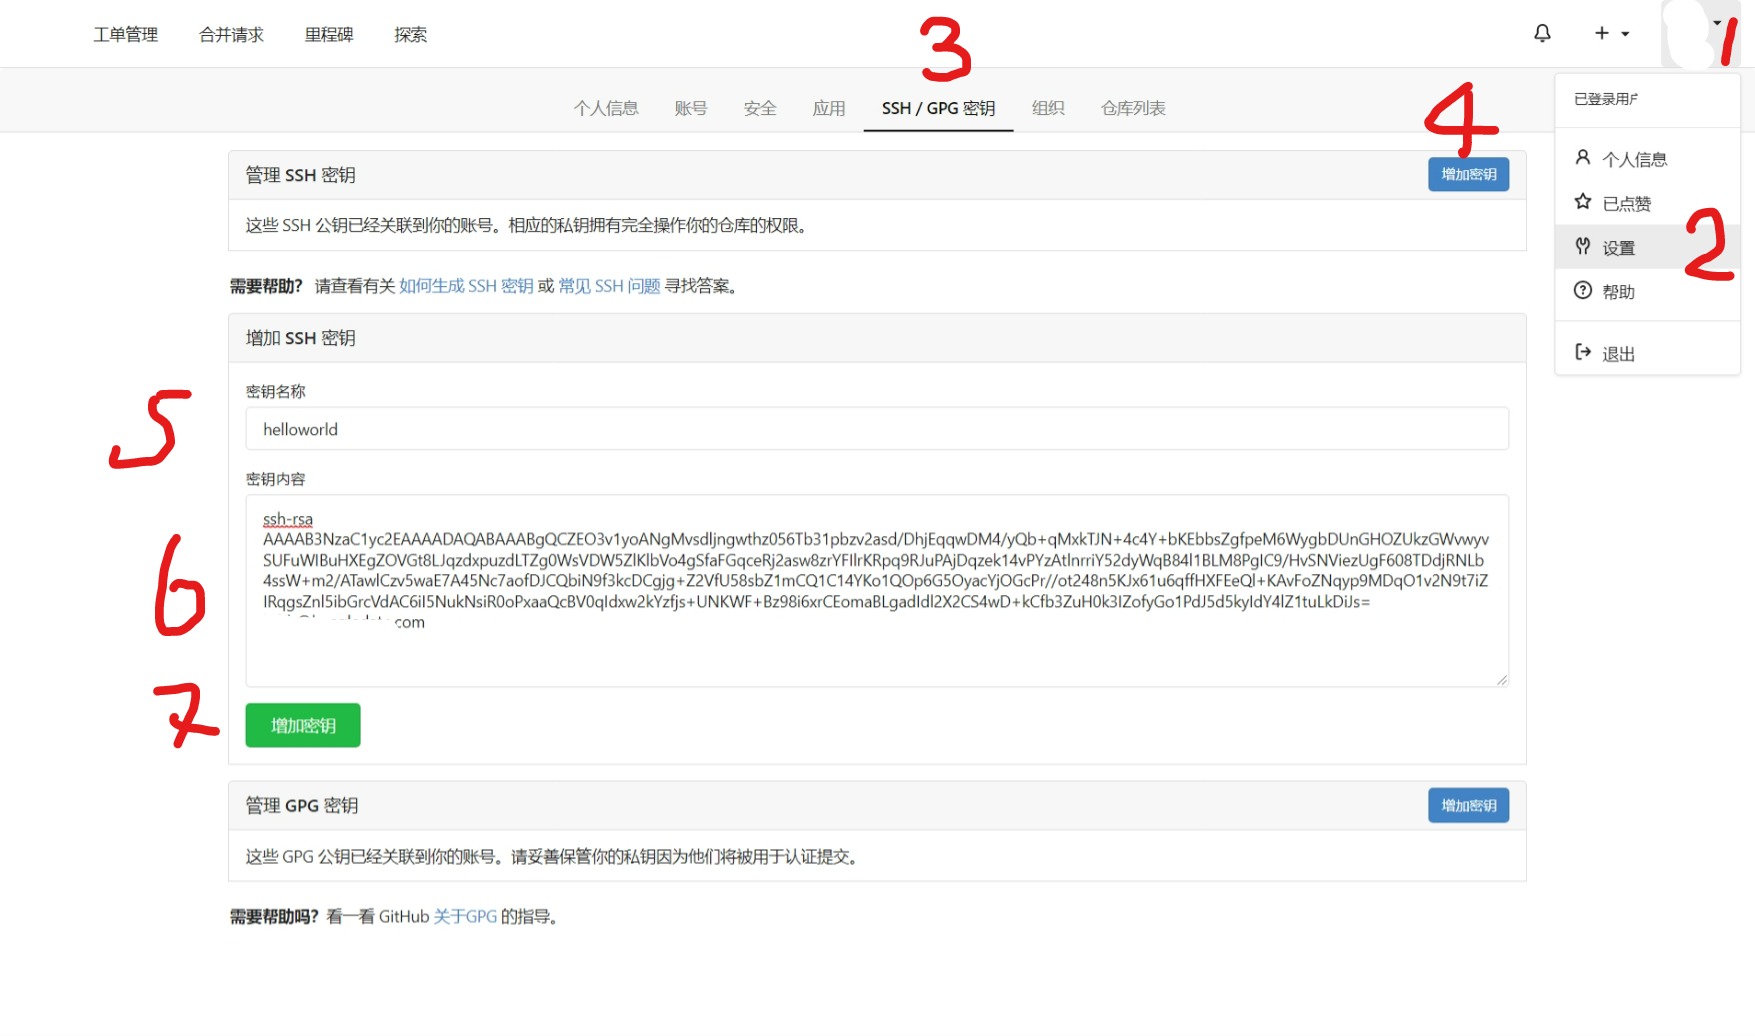 工单管理 合并请求 里程碑 探索
3
1
个人信息 账号 安全 应用 SSH / GPG 密钥 组织 仓库列表
4
已登录用户
个人信息
已点赞
设置
2
帮助
退出
管理 SSH 密钥 增加密钥
这些 SSH 公钥已经关联到你的账号。相应的私钥拥有完全操作你的仓库的权限。
需要帮助? 请查看有关 如何生成 SSH 密钥 或 常见 SSH 问题 寻找答案。
增加 SSH 密钥
5
密钥名称
helloworld
密钥内容
6
ssh-rsa
AAAAB3NzaC1yc2EAAAADAQABAAABgQCZEO3v1yoANgMvsdljngwthz056Tb31pbzv2asd/DhjEqqwDM4/yQb+qMxkTJN+4c4Y+bKEbbsZgfpeM6WygbDUnGHOZUkzGWvwyv
SUFuWIBuHXEgZOVGt8LJqzdxpuzdLTZg0WsVDW5ZlKlbVo4gSfaFGqceRj2asw8zrYFIlrKRpq9RJuPAjDqzek14vPYzAtlnrriY52dyWqB84l1BLM8PgIC9/HvSNViezUgF608TDdjRNLb
4ssW+m2/ATawlCzv5waE7A45Nc7aofDJCQbiN9f3kcDCgjg+Z2VfU58sbZ1mCQ1C14YKo1QOp6G5OyacYjOGcPr//ot248n5KJx61u6qffHXFEeQl+KAvFoZNqyp9MDqO1v2N9t7iZ
IRqgsZnl5ibGrcVdAC6iI5NukNsiR0oPxaaQcBV0qIdxw2kYzfjs+UNKWF+Bz98i6xrCEomaBLgadIdl2X2CS4wD+kCfb3ZuH0k3IZofyGo1PdJ5d5kyIdY4lZ1tuLkDiJs=
.com
7
增加密钥
管理 GPG 密钥 增加密钥
这些 GPG 公钥已经关联到你的账号。请妥善保管你的私钥因为他们将被用于认证提交。
需要帮助吗? 看一看 GitHub 关于GPG 的指导。